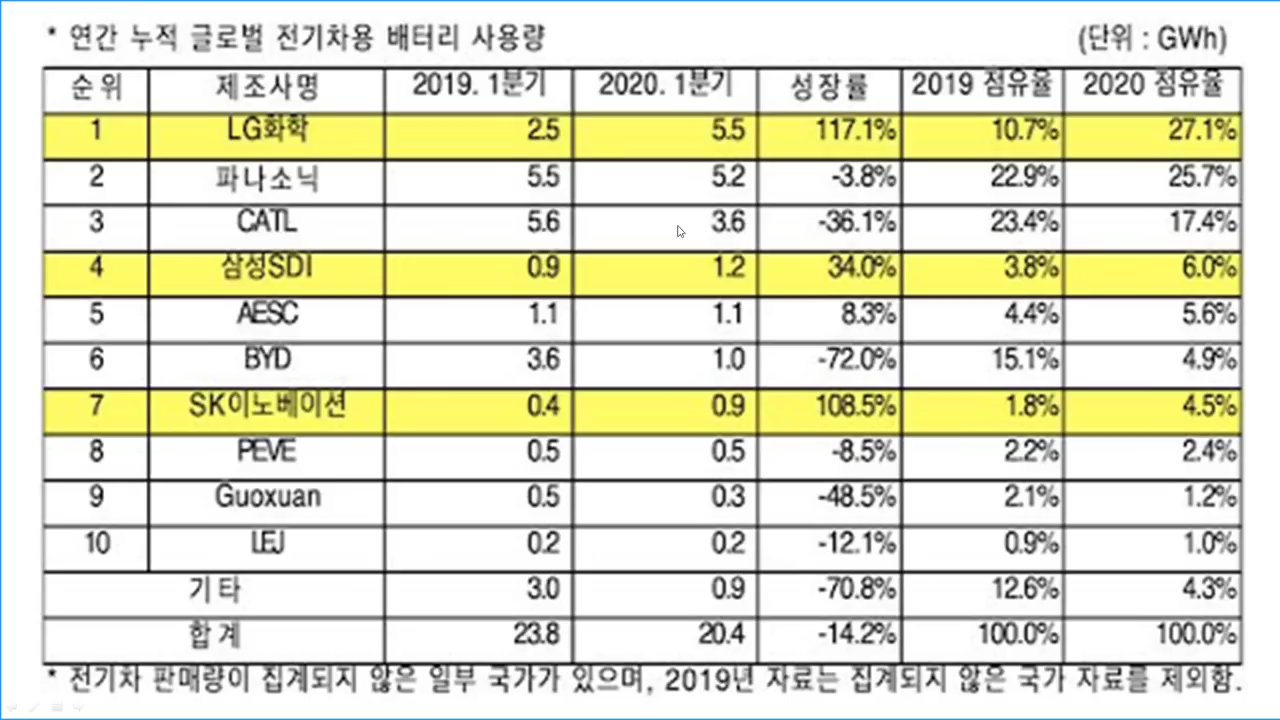 * 연간 누적 글로벌 전기차용 배터리 사용량 (단위 : GWh)
순위 제조사명 2019. 1분기 2020. 1분기 성장률 2019 점유율 2020 점유율
1 LG화학 2.5 5.5 117.1% 10.7% 27.1%
2 파나소닉 5.5 5.2 -3.8% 22.9% 25.7%
3 CATL 5.6 3.6 -36.1% 23.4% 17.4%
4 삼성SDI 0.9 1.2 34.0% 3.8% 6.0%
5 AESC 1.1 1.1 8.3% 4.4% 5.6%
6 BYD 3.6 1.0 -72.0% 15.1% 4.9%
7 SK이노베이션 0.4 0.9 108.5% 1.8% 4.5%
8 PEVE 0.5 0.5 -8.5% 2.2% 2.4%
9 Guoxuan 0.5 0.3 -48.5% 2.1% 1.2%
10 LEJ 0.2 0.2 -12.1% 0.9% 1.0%
기타 3.0 0.9 -70.8% 12.6% 4.3%
합계 23.8 20.4 -14.2% 100.0% 100.0%
* 전기차 판매량이 집계되지 않은 일부 국가가 있으며, 2019년 자료는 집계되지 않은 국가 자료를 제외함.